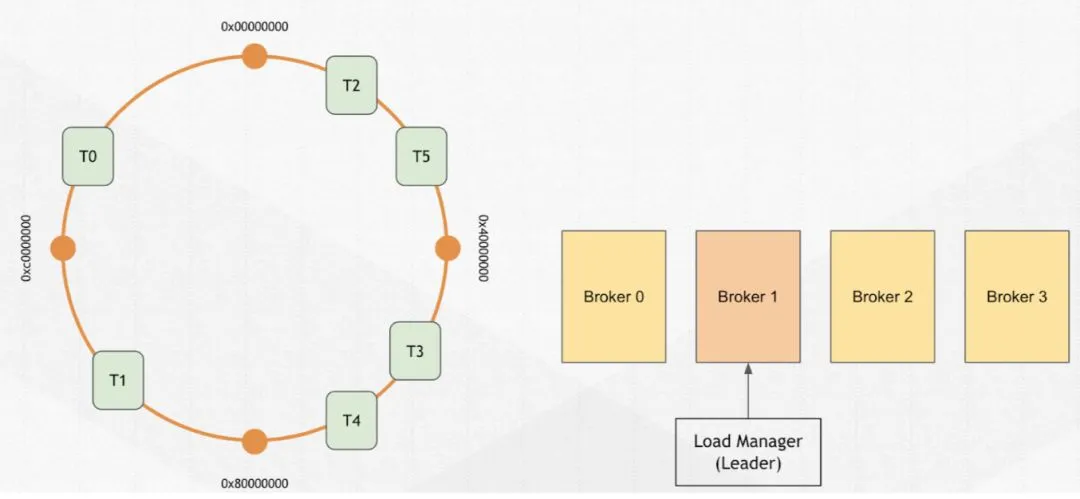 0x00000000
T2
T0
T5
0xc0000000
0x40000000
T3
T1
T4
0x80000000
Broker 0
Broker 1
Broker 2
Broker 3
Load Manager
(Leader)